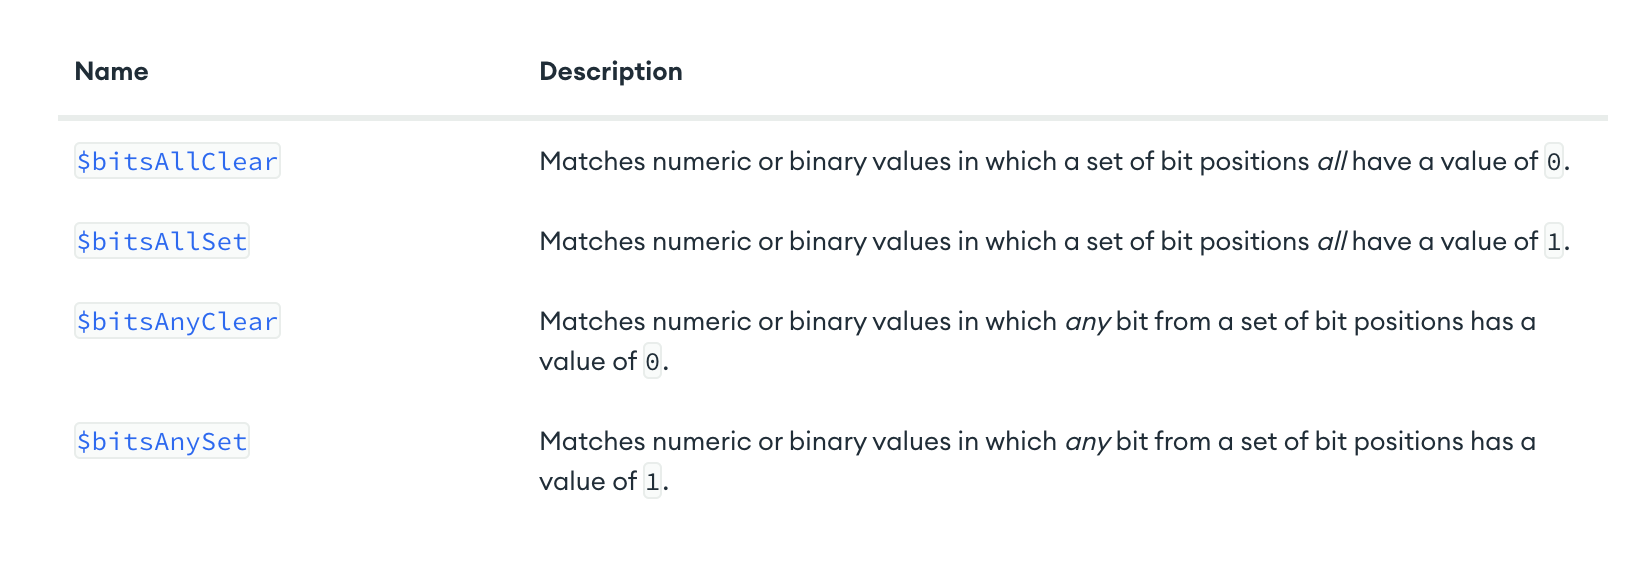 Name Description
$bitsAllClear Matches numeric or binary values in which a set of bit positions all have a value of 0.
$bitsAllSet Matches numeric or binary values in which a set of bit positions all have a value of 1.
$bitsAnyClear Matches numeric or binary values in which any bit from a set of bit positions has a
value of 0.
$bitsAnySet Matches numeric or binary values in which any bit from a set of bit positions has a
value of 1.